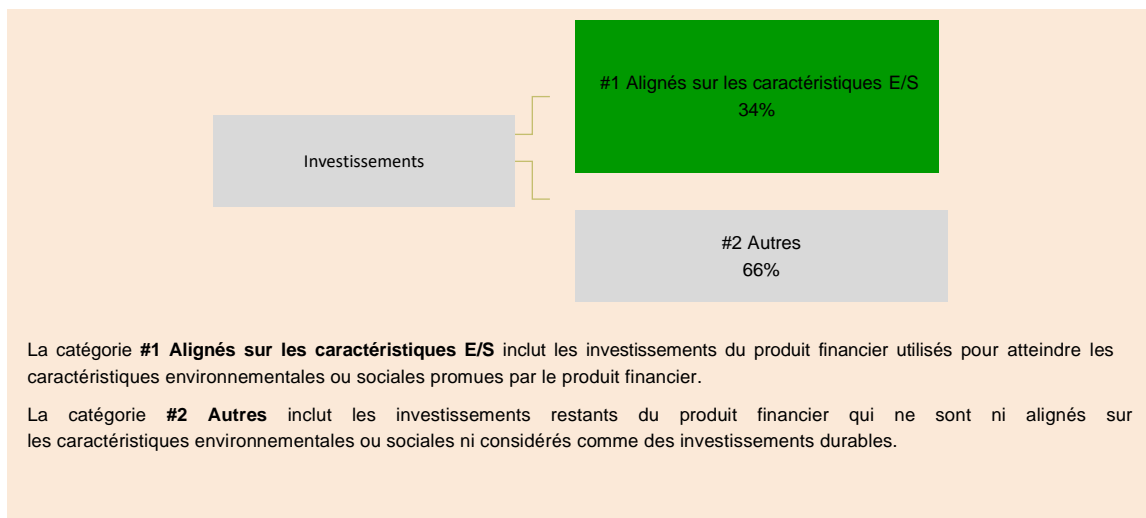 #1 Alignés sur les caractéristiques E/S
34%
Investissements
#2 Autres
66%
La catégorie #1 Alignés sur les caractéristiques E/S inclut les investissements du produit financier utilisés pour atteindre les
caractéristiques environnementales ou sociales promues par le produit financier.
La catégorie #2 Autres inclut les investissements restants du produit financier qui ne sont ni alignés sur
les caractéristiques environnementales ou sociales ni considérés comme des investissements durables.